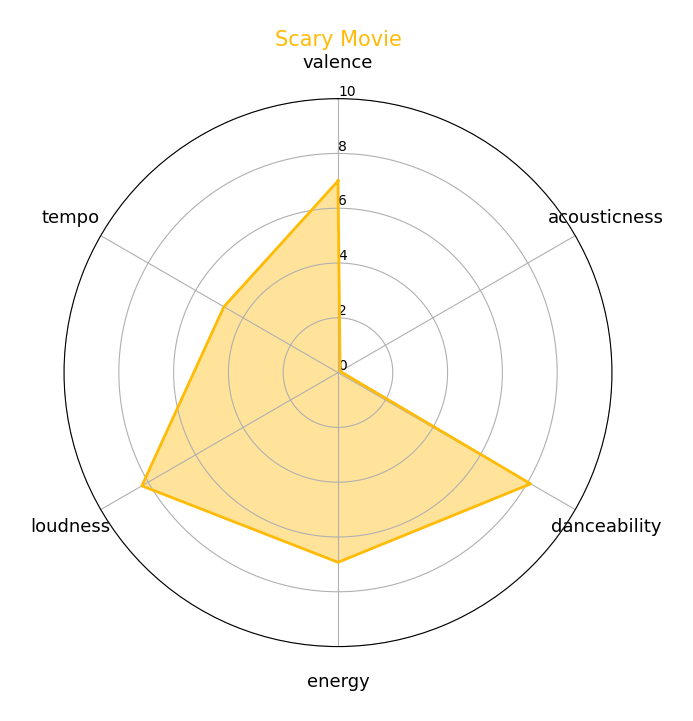 Scary Movie
valence
10
8
tempo
6
acousticness
4
2
0
loudness
danceability
energy